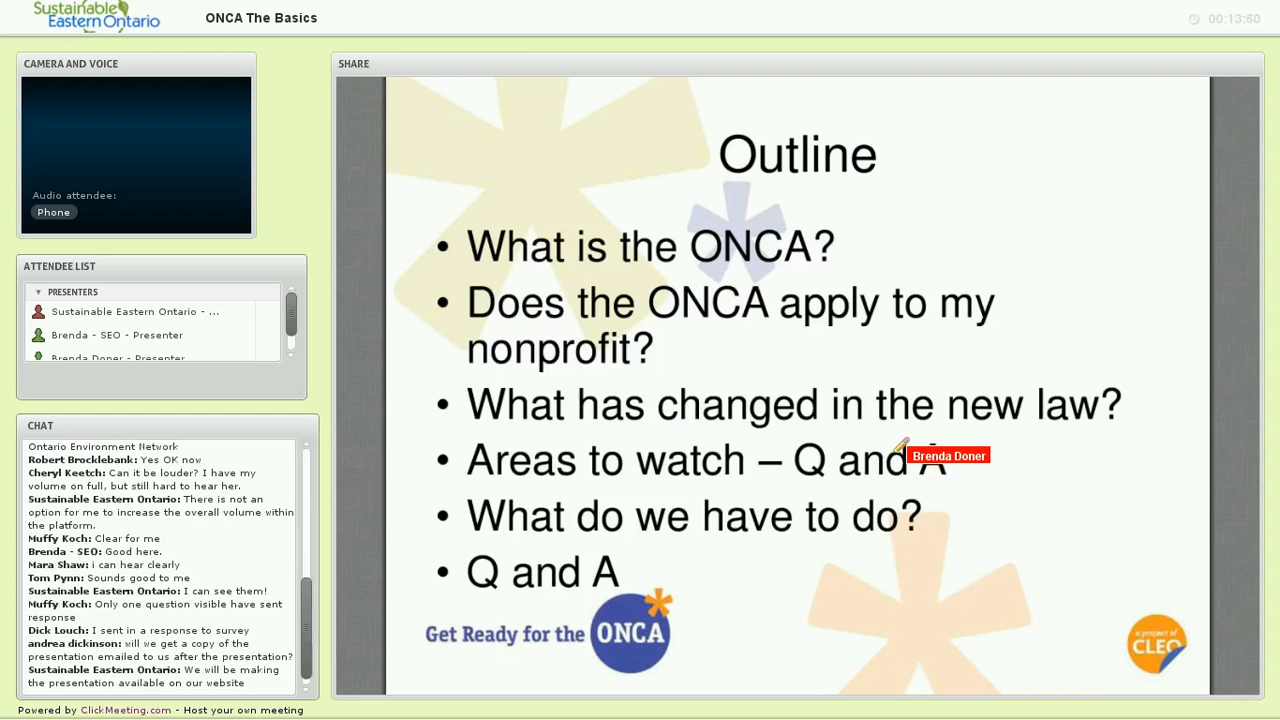 Sustainable
Eastern Ontario
ONCA The Basics
00:13:50
CAMERA AND VOICE
Audio attendee:
Phone
ATTENDEE LIST
PRESENTERS
Sustainable Eastern Ontario - ...
Brenda - SEO - Presenter
Brenda Doner - Presenter
CHAT
Ontario Environment Network
Robert Brocklebank: Yes OK now
Cheryl Keetch: Can it be louder? I have my
volume on full, but still hard to hear her.
Sustainable Eastern Ontario: There is not an
option for me to increase the overall volume within
the platform.
Muffy Koch: Clear for me
Brenda - SEO: Good here.
Mara Shaw: i can hear clearly
Tom Pynn: Sounds good to me
Sustainable Eastern Ontario: I can see them!
Muffy Koch: Only one question visible have sent
response
Dick Louch: I sent in a response to survey
andrea dickinson: will we get a copy of the
presentation emailed to us after the presentation?
Sustainable Eastern Ontario: We will be making
the presentation available on our website
SHARE
Outline
• What is the ONCA?
• Does the ONCA apply to my
nonprofit?
• What has changed in the new law?
• Areas to watch – Q and A
Brenda Doner
• What do we have to do?
• Q and A
Get Ready for the ONCA
a project of
CLEO
Powered by ClickMeeting.com - Host your own meeting